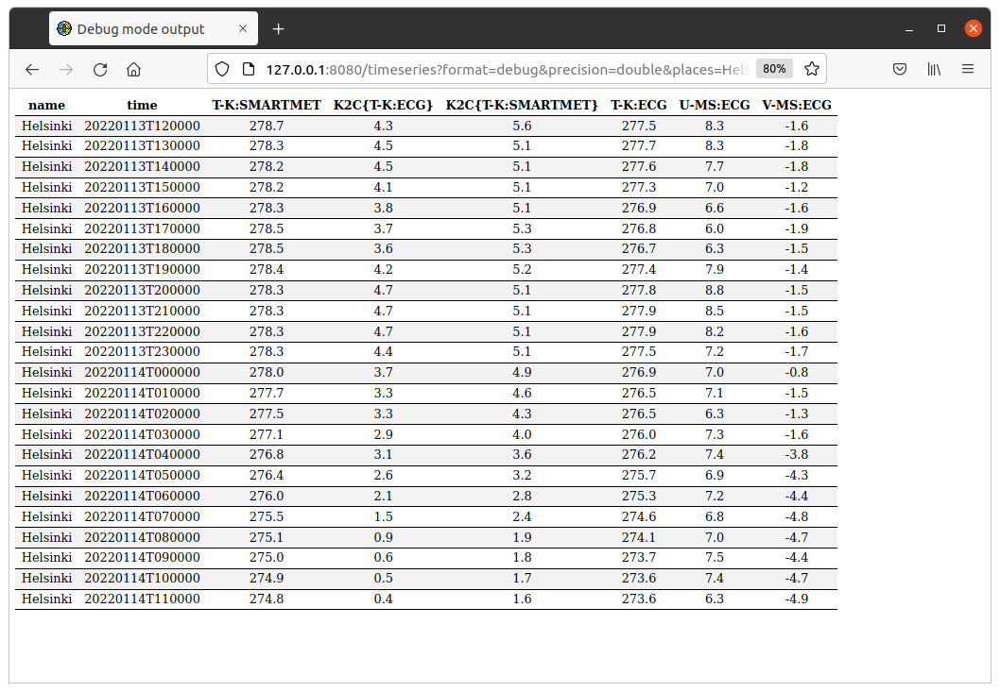 Debug mode output
127.0.0.1:8080/timeseries?format=debug&precision=double&places=Hels 80%
name time T-K:SMARTMET K2C{T-K:ECG} K2C{T-K:SMARTMET} T-K:ECG U-MS:ECG V-MS:ECG
Helsinki 20220113T120000 278.7 4.3 5.6 277.5 8.3 -1.6
Helsinki 20220113T130000 278.3 4.5 5.1 277.7 8.3 -1.8
Helsinki 20220113T140000 278.2 4.5 5.1 277.6 7.7 -1.8
Helsinki 20220113T150000 278.2 4.1 5.1 277.3 7.0 -1.2
Helsinki 20220113T160000 278.3 3.8 5.1 276.9 6.6 -1.6
Helsinki 20220113T170000 278.5 3.7 5.3 276.8 6.0 -1.9
Helsinki 20220113T180000 278.5 3.6 5.3 276.7 6.3 -1.5
Helsinki 20220113T190000 278.4 4.2 5.2 277.4 7.9 -1.4
Helsinki 20220113T200000 278.3 4.7 5.1 277.8 8.8 -1.5
Helsinki 20220113T210000 278.3 4.7 5.1 277.9 8.5 -1.5
Helsinki 20220113T220000 278.3 4.7 5.1 277.9 8.2 -1.6
Helsinki 20220113T230000 278.3 4.4 5.1 277.5 7.2 -1.7
Helsinki 20220114T000000 278.0 3.7 4.9 276.9 7.0 -0.8
Helsinki 20220114T010000 277.7 3.3 4.6 276.5 7.1 -1.5
Helsinki 20220114T020000 277.5 3.3 4.3 276.5 6.3 -1.3
Helsinki 20220114T030000 277.1 2.9 4.0 276.0 7.3 -1.6
Helsinki 20220114T040000 276.8 3.1 3.6 276.2 7.4 -3.8
Helsinki 20220114T050000 276.4 2.6 3.2 275.7 6.9 -4.3
Helsinki 20220114T060000 276.0 2.1 2.8 275.3 7.2 -4.4
Helsinki 20220114T070000 275.5 1.5 2.4 274.6 6.8 -4.8
Helsinki 20220114T080000 275.1 0.9 1.9 274.1 7.0 -4.7
Helsinki 20220114T090000 275.0 0.6 1.8 273.7 7.5 -4.4
Helsinki 20220114T100000 274.9 0.5 1.7 273.6 7.4 -4.7
Helsinki 20220114T110000 274.8 0.4 1.6 273.6 6.3 -4.9